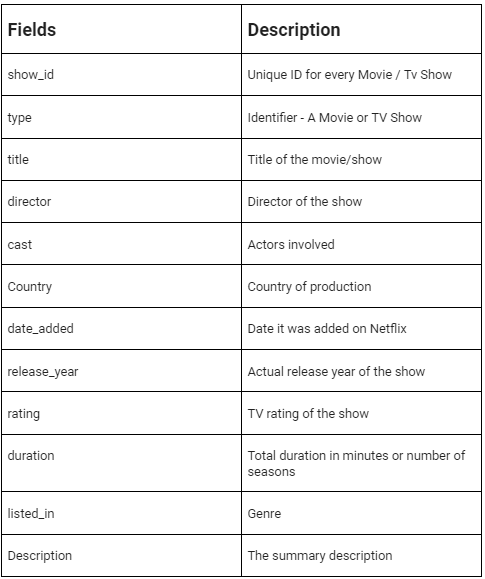 Fields Description
show_id Unique ID for every Movie / Tv Show
type Identifier - A Movie or TV Show
title Title of the movie/show
director Director of the show
cast Actors involved
Country Country of production
date_added Date it was added on Netflix
release_year Actual release year of the show
rating TV rating of the show
duration Total duration in minutes or number of
seasons
listed_in Genre
Description The summary description